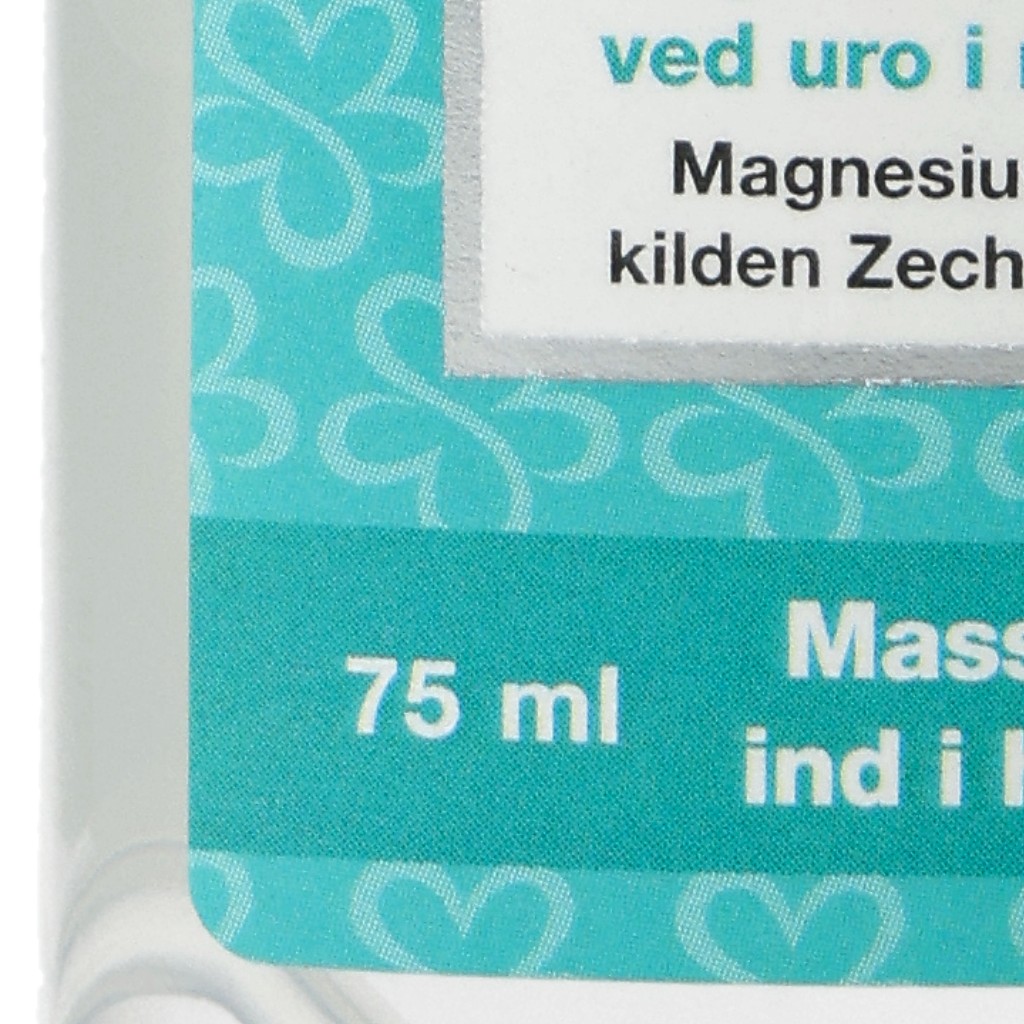 ved uro i
Magnesiu
kilden Zech
75 ml
Mass
ind i